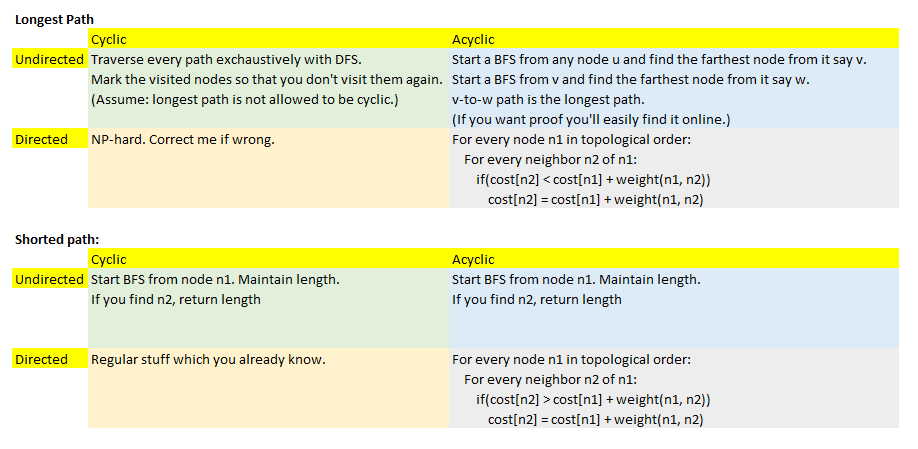 Longest Path
Cyclic Acyclic
Undirected Traverse every path exchaustively with DFS. Start a BFS from any node u and find the farthest node from it say v.
Mark the visited nodes so that you don't visit them again. Start a BFS from v and find the farthest node from it say w.
(Assume: longest path is not allowed to be cyclic.) v-to-w path is the longest path.
(If you want proof you'll easily find it online.)
Directed NP-hard. Correct me if wrong. For every node n1 in topological order:
For every neighbor n2 of n1:
if(cost[n2] < cost[n1] + weight(n1, n2))
cost[n2] = cost[n1] + weight(n1, n2)
Shorted path:
Cyclic Acyclic
Undirected Start BFS from node n1. Maintain length. Start BFS from node n1. Maintain length.
If you find n2, return length If you find n2, return length
Directed Regular stuff which you already know. For every node n1 in topological order:
For every neighbor n2 of n1:
if(cost[n2] > cost[n1] + weight(n1, n2))
cost[n2] = cost[n1] + weight(n1, n2)